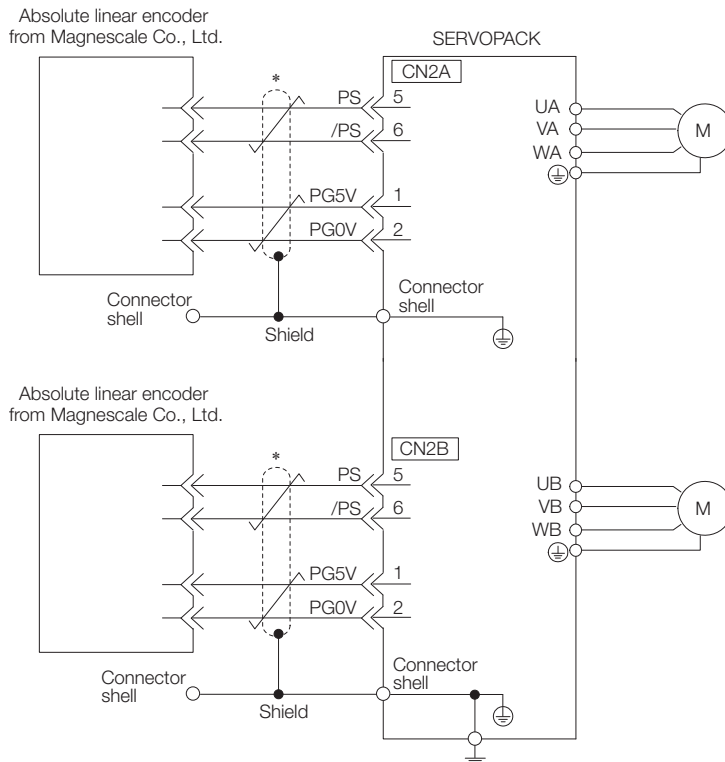 Absolute linear encoder
from Magnescale Co., Ltd.
SERVOPACK
CN2A
*
PS 5
/PS 6
PG5V 1
PG0V 2
Connector
shell
Shield
Connector
shell
UA
VA
WA
M
Absolute linear encoder
from Magnescale Co., Ltd.
CN2B
*
PS 5
/PS 6
PG5V 1
PG0V 2
Connector
shell
Shield
Connector
shell
UB
VB
WB
M